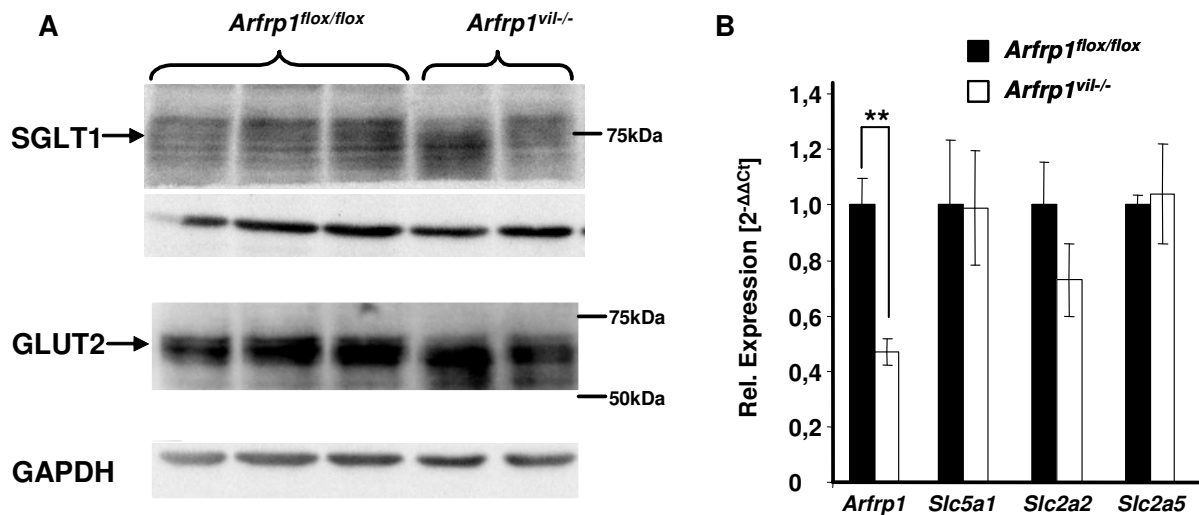 A
Arfrp1flox/flox
Arfrp1vil-/-
SGLT1
75kDa
GLUT2
75kDa
50kDa
GAPDH
B
Arfrp1flox/flox
Arfrp1vil-/-
Rel. Expression [2-ΔΔCt]
1,4
1,2
1,0
0,8
0,6
0,4
0,2
0
**
Arfrp1 Slc5a1 Slc2a2 Slc2a5